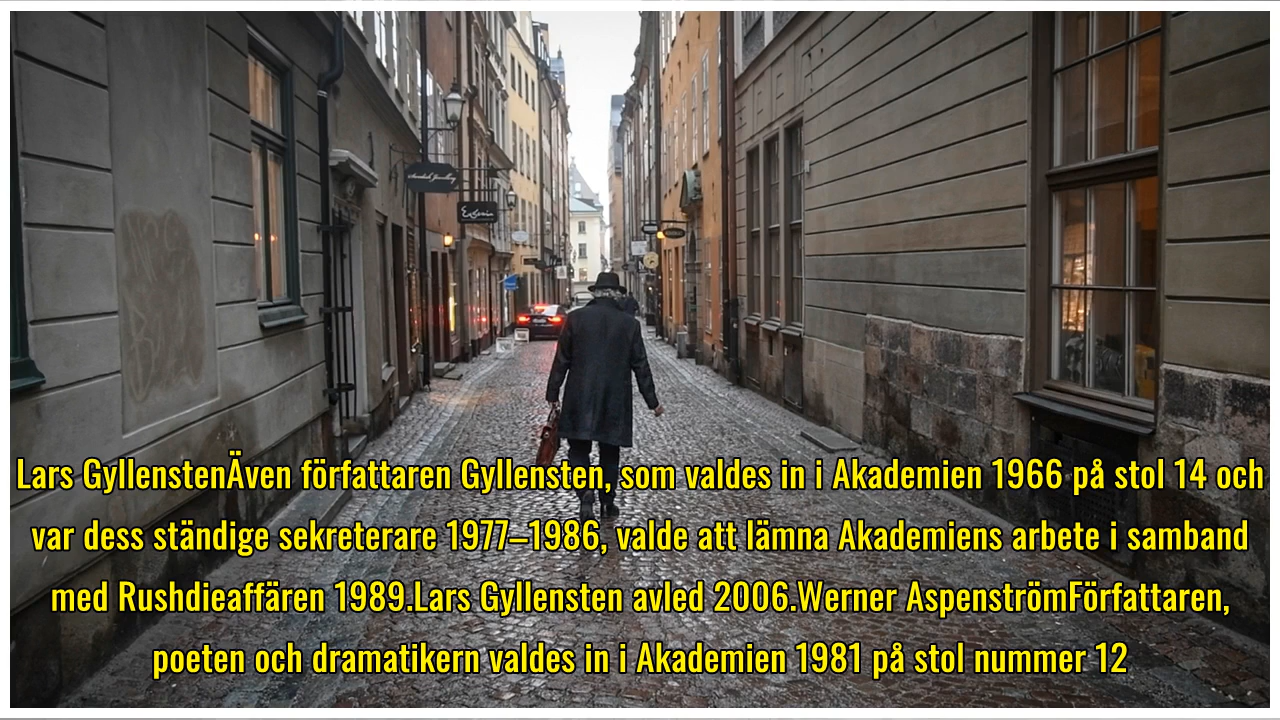 Swedish Jewellery
Lars GyllenstenÄven författaren Gyllensten, som valdes in i Akademien 1966 på stol 14 och
var dess ständige sekreterare 1977–1986, valde att lämna Akademiens arbete i samband
med Rushdieaffären 1989.Lars Gyllensten avled 2006.Werner AspenströmFörfattaren,
poeten och dramatikern valdes in i Akademien 1981 på stol nummer 12